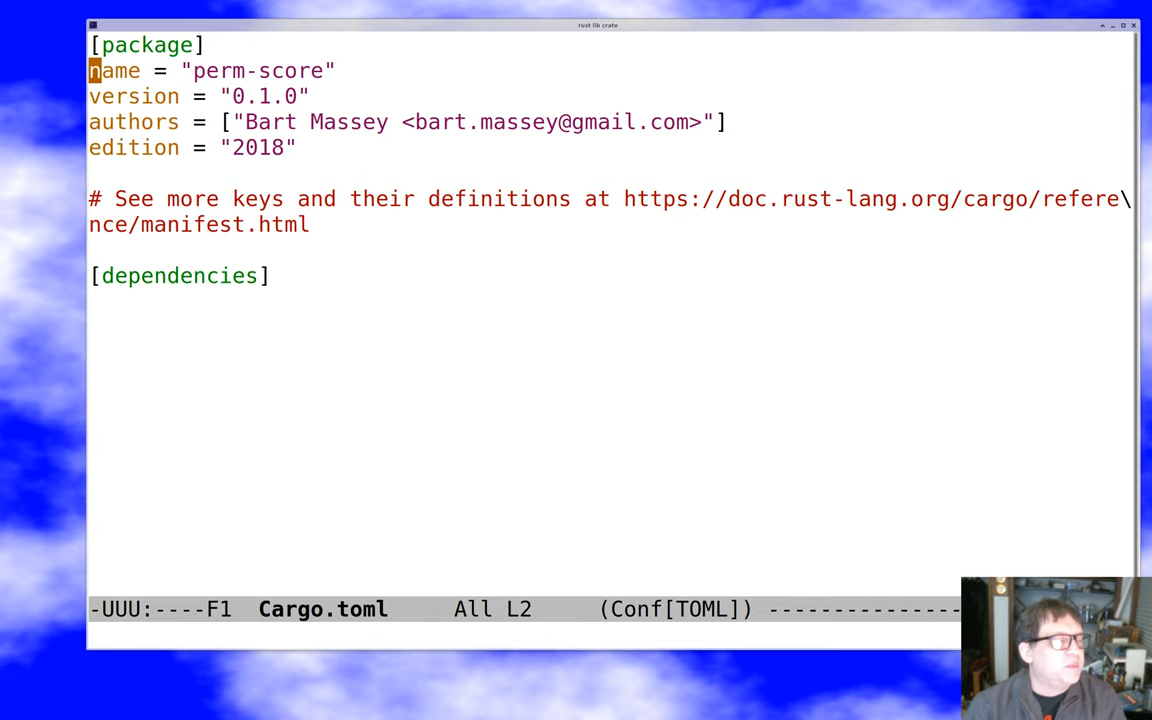 rust lib crate
[package]
name = "perm-score"
version = "0.1.0"
authors = ["Bart Massey <bart.massey@gmail.com>"]
edition = "2018"
# See more keys and their definitions at https://doc.rust-lang.org/cargo/refere\
nce/manifest.html
[dependencies]
-UUU:----F1  Cargo.toml     All L2     (Conf[TOML]) ---------------